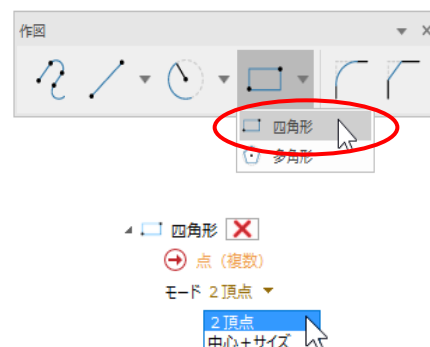 作図
四角形
多角形
四角形
点（複数）
モード 2頂点
2頂点
中心+サイズ